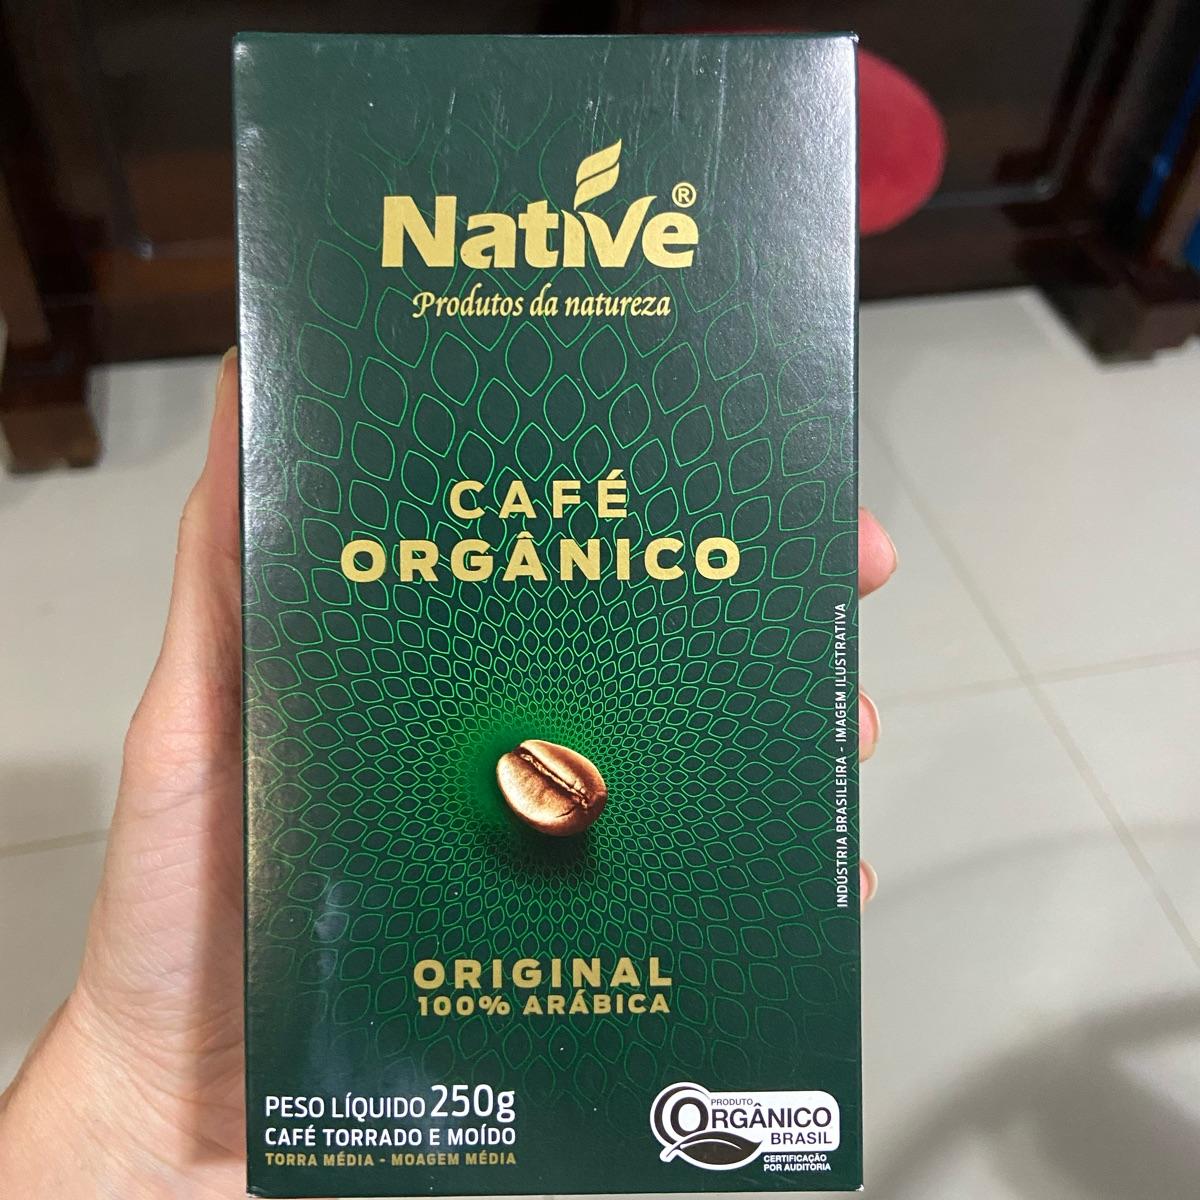 Native®
Produtos da natureza
CAFÉ
ORGÂNICO
INDÚSTRIA BRASILEIRA - IMAGEM ILUSTRATIVA
ORIGINAL
100% ARÁBICA
PESO LÍQUIDO 250g
CAFÉ TORRADO E MOÍDO
TORRA MÉDIA - MOAGEM MÉDIA
PRODUTO
ORGÂNICO
BRASIL
CERTIFICAÇÃO
POR AUDITORIA